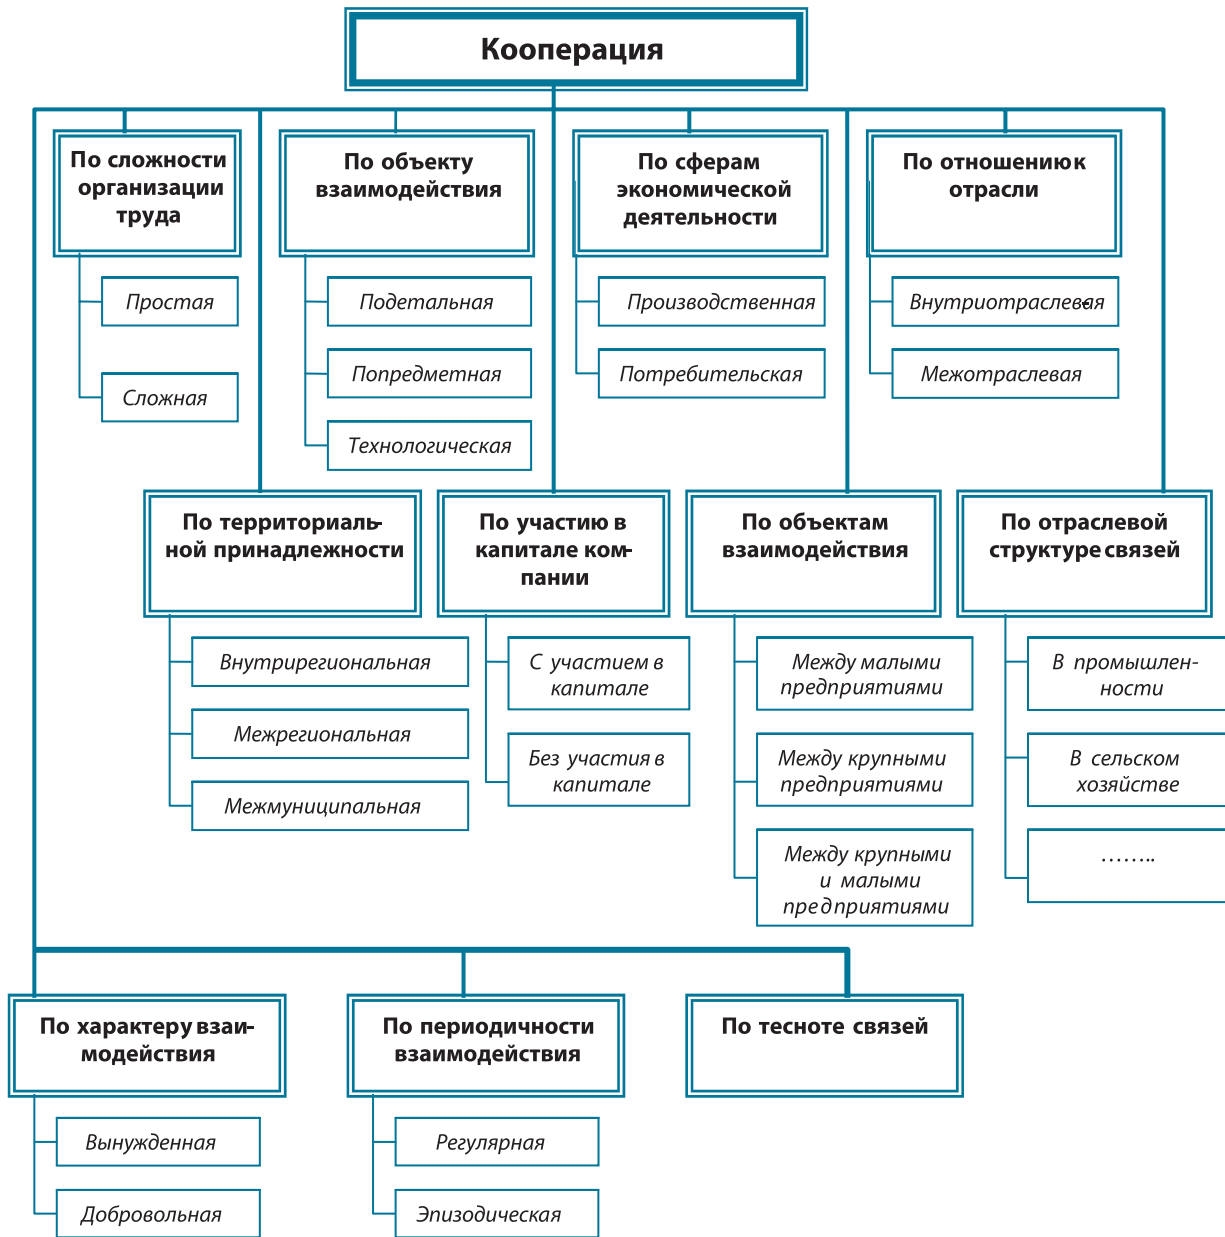 Кооперация
По сложности
организации
труда
Простая
Сложная
По объекту
взаимодействия
Подетальная
Попредметная
Технологическая
По сферам
экономической
деятельности
Производственная
Потребительская
По отношению к
отрасли
Внутриотраслевая
Межотраслевая
По территориаль-
ной принадлежности
Внутрирегиональная
Межрегиональная
Межмуниципальная
По участию в
капитале ком-
пании
С участием в
капитале
Без участия в
капитале
По объектам
взаимодействия
Между малыми
предприятиями
Между крупными
предприятиями
Между крупными
и малыми
предприятиями
По отраслевой
структуре связей
В промышлен-
ности
В сельском
хозяйстве
……..
По характеру взаи-
модействия
Вынужденная
Добровольная
По периодичности
взаимодействия
Регулярная
Эпизодическая
По тесноте связей